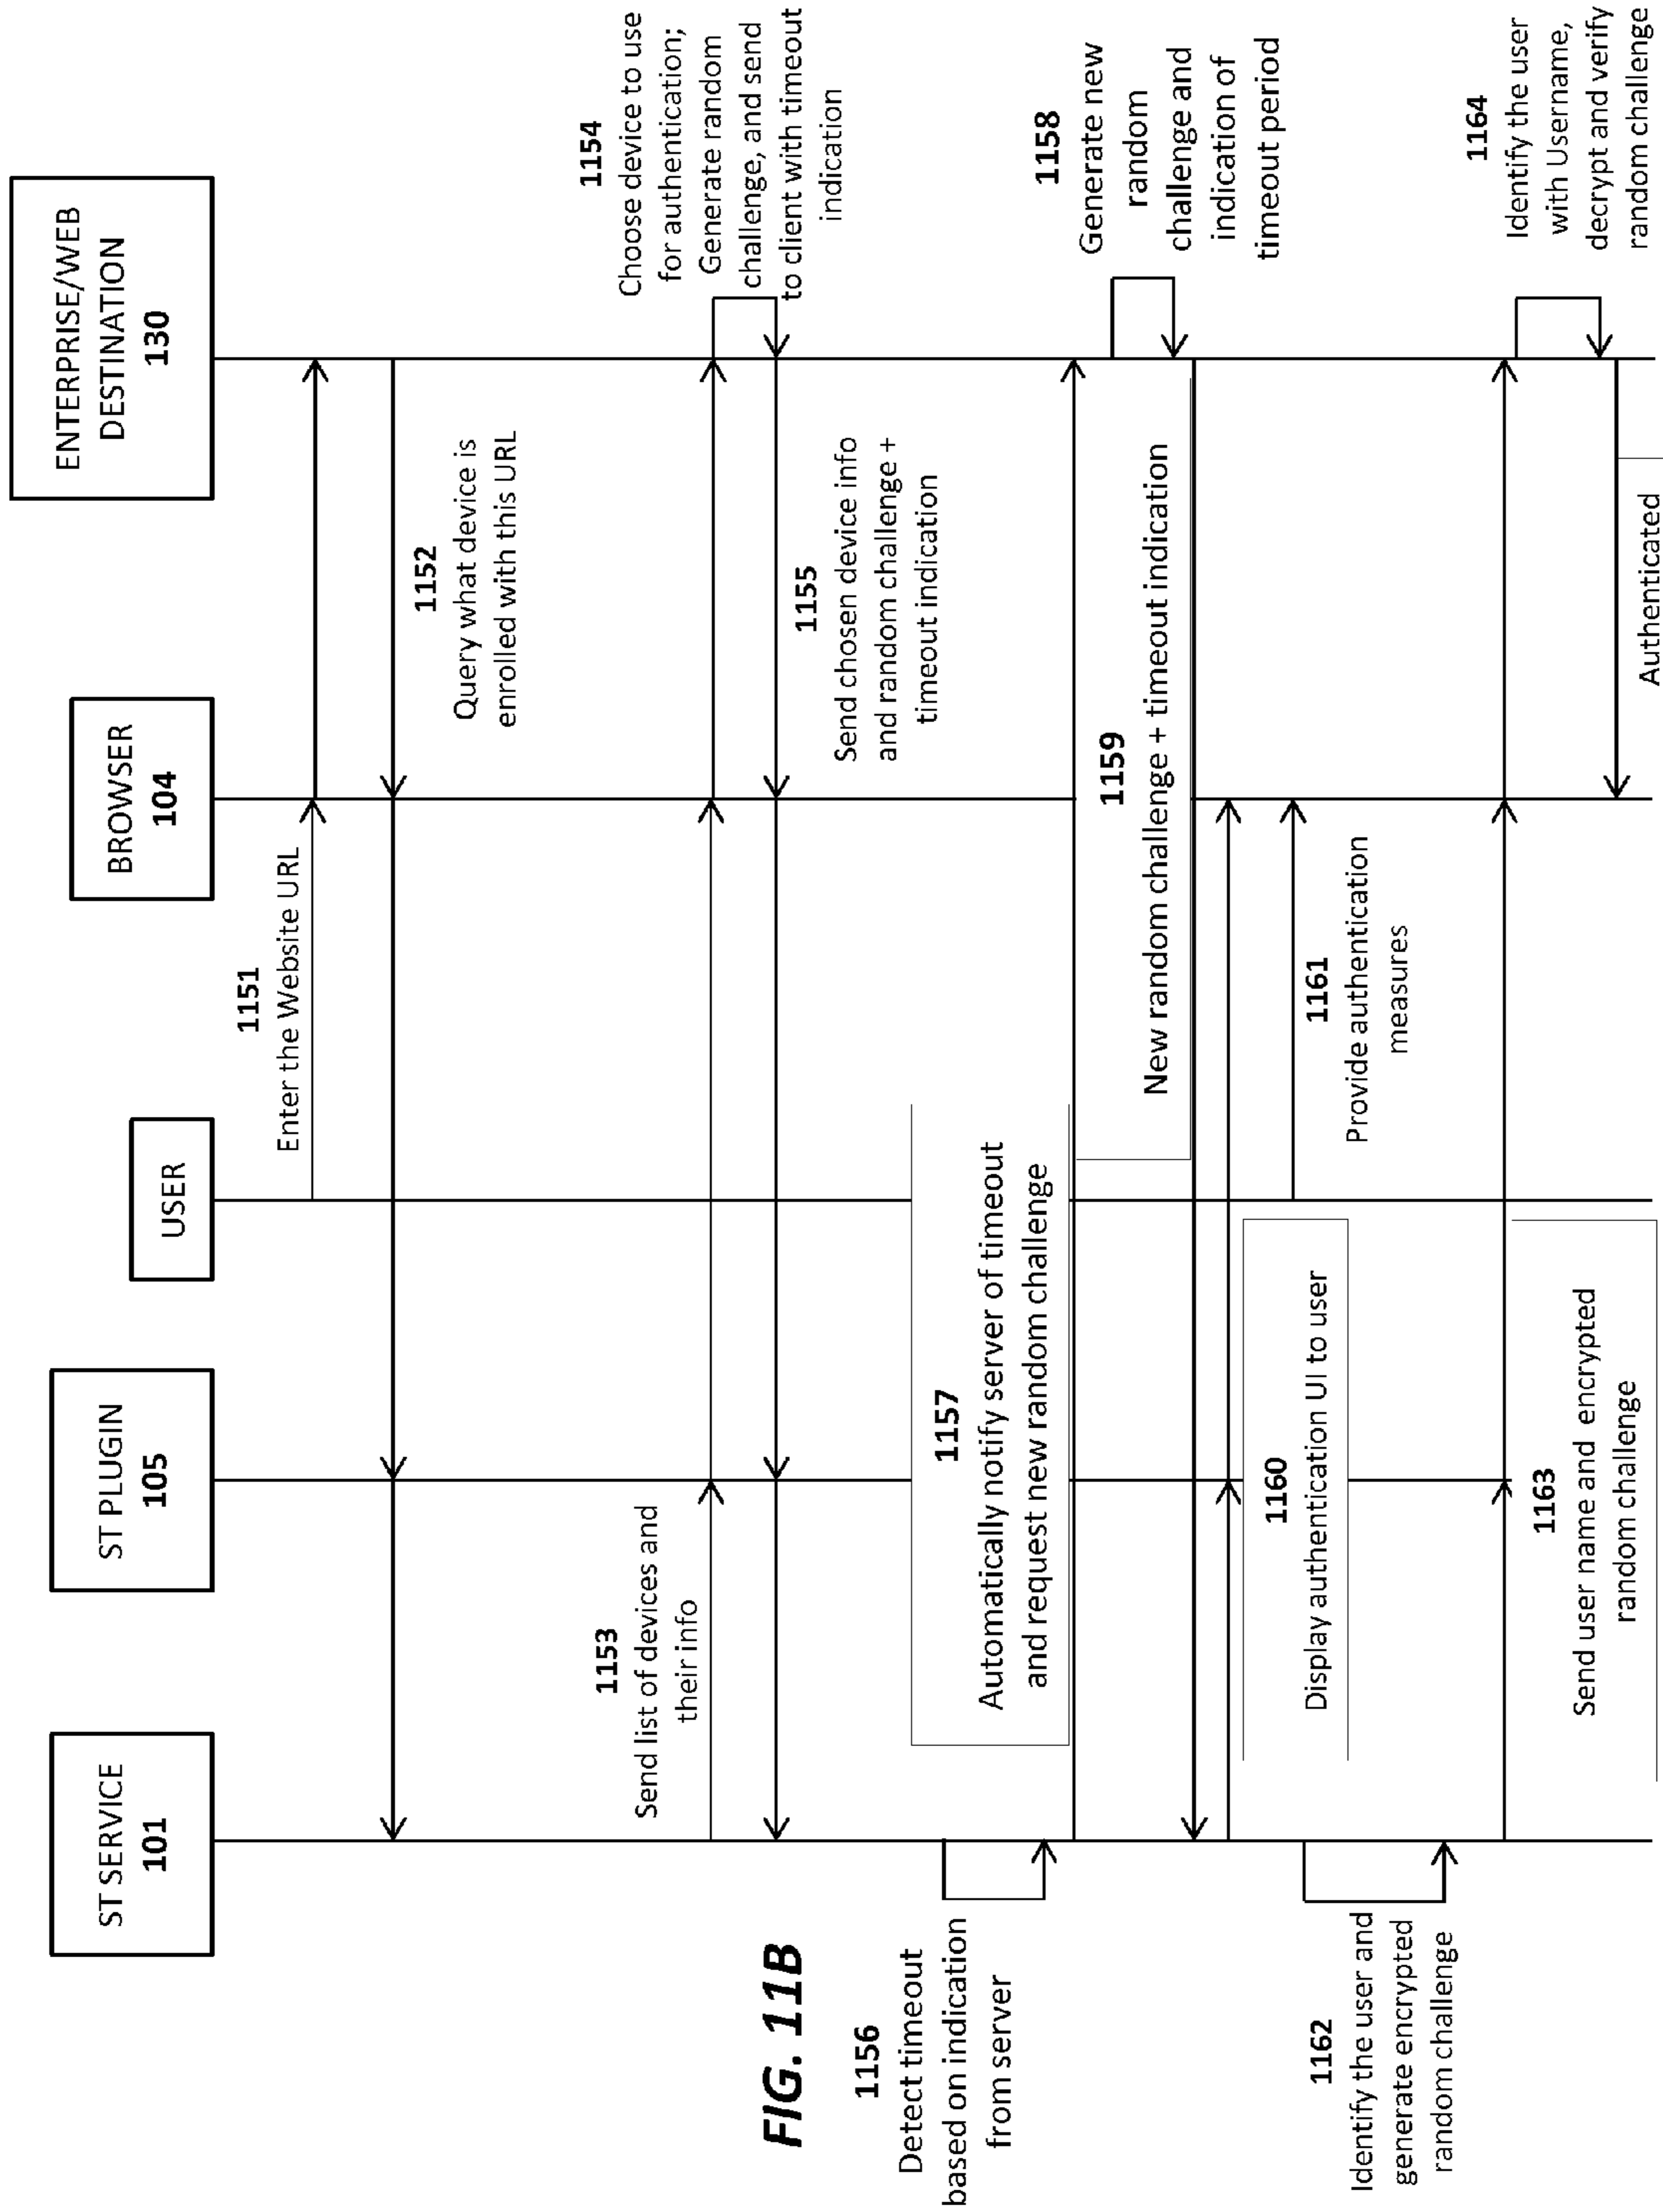 ST SERVICE
101
ST PLUGIN
105
USER
BROWSER
104
ENTERPRISE/WEB
DESTINATION
130
1151
Enter the Website URL
1152
Query what device is
enrolled with this URL
1153
Send list of devices and
their info
1154
Choose device to use
for authentication;
Generate random
challenge, and send
to client with timeout
indication
1155
Send chosen device info
and random challenge +
timeout indication
FIG. 11B
1156
Detect timeout
based on indication
from server
1157
Automatically notify server of timeout
and request new random challenge
1158
Generate new
random
challenge and
indication of
timeout period
1159
New random challenge + timeout indication
1160
Display authentication UI to user
1161
Provide authentication
measures
1162
Identify the user and
generate encrypted
random challenge
1163
Send user name and encrypted
random challenge
1164
Identify the user
with Username,
decrypt and verify
random challenge
Authenticated